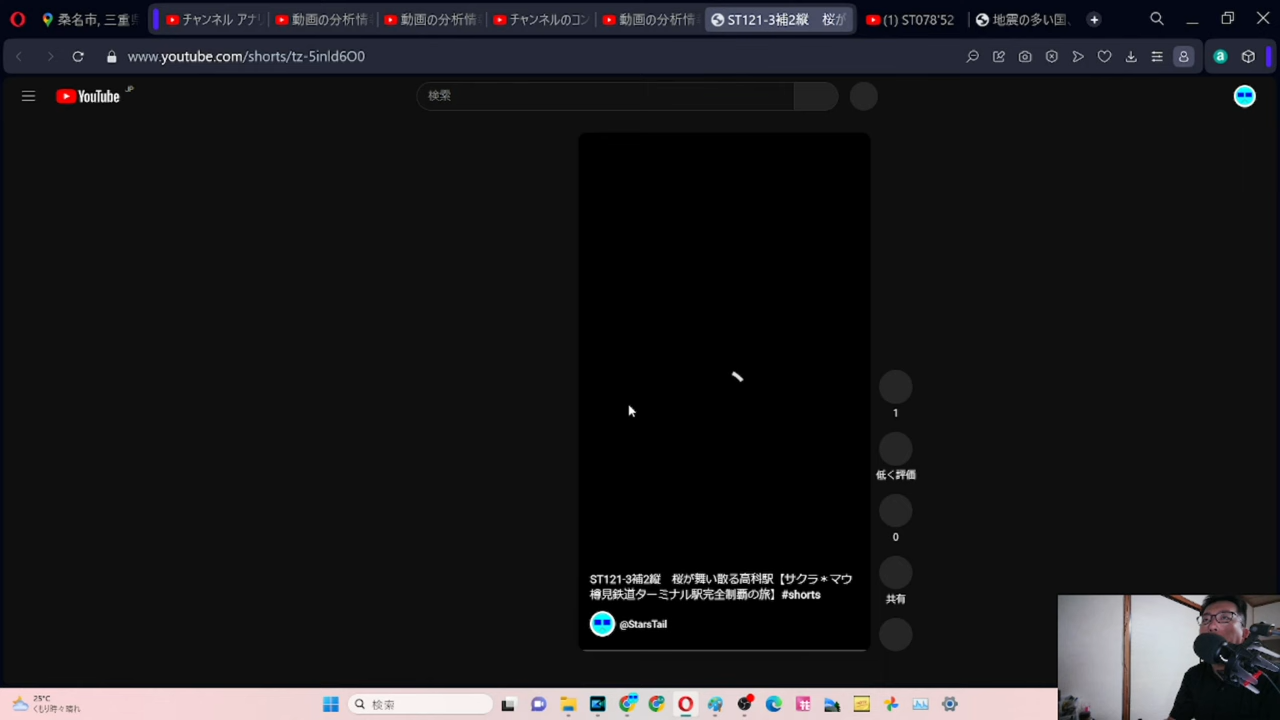 桑名市, 三重県
チャンネル アナリ
動画の分析情
動画の分析情
チャンネルのコン
動画の分析情
ST121-3補2縦　桜が
(1) ST078'52
地震の多い国、
www.youtube.com/shorts/tz-5inld6O0
YouTube JP
検索
1
低く評価
0
共有
ST121-3補2縦　桜が舞い散る高科駅【サクラ＊マウ
樽見鉄道ターミナル駅完全制覇の旅】#shorts
@StarsTail
25°C
くもり時々晴れ
検索